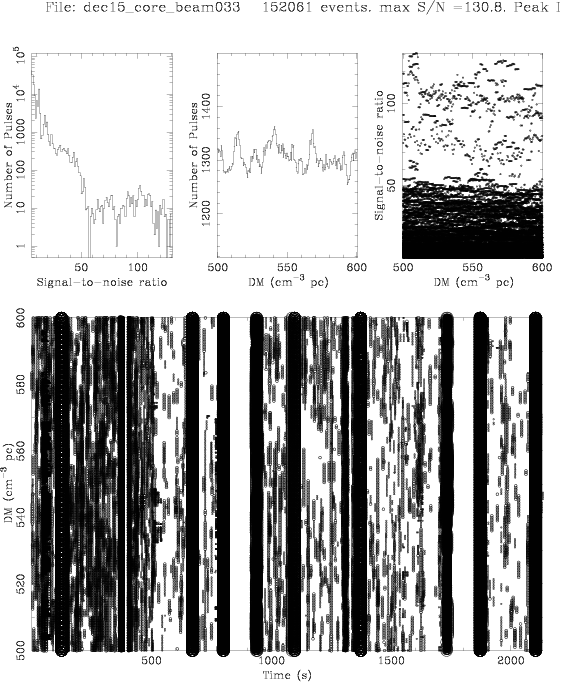 File: dec15_core_beam033 152061 events. max S/N =130.8. Peak I
Number of Pulses
10^5
10^4
1000
100
10
1
50 100
Signal-to-noise ratio
Number of Pulses
1400
1300
1200
500 550 600
DM (cm^-3 pc)
Signal-to-noise ratio
100
50
500 550 600
DM (cm^-3 pc)
DM (cm^-3 pc)
600
580
560
540
520
500
500 1000 1500 2000
Time (s)